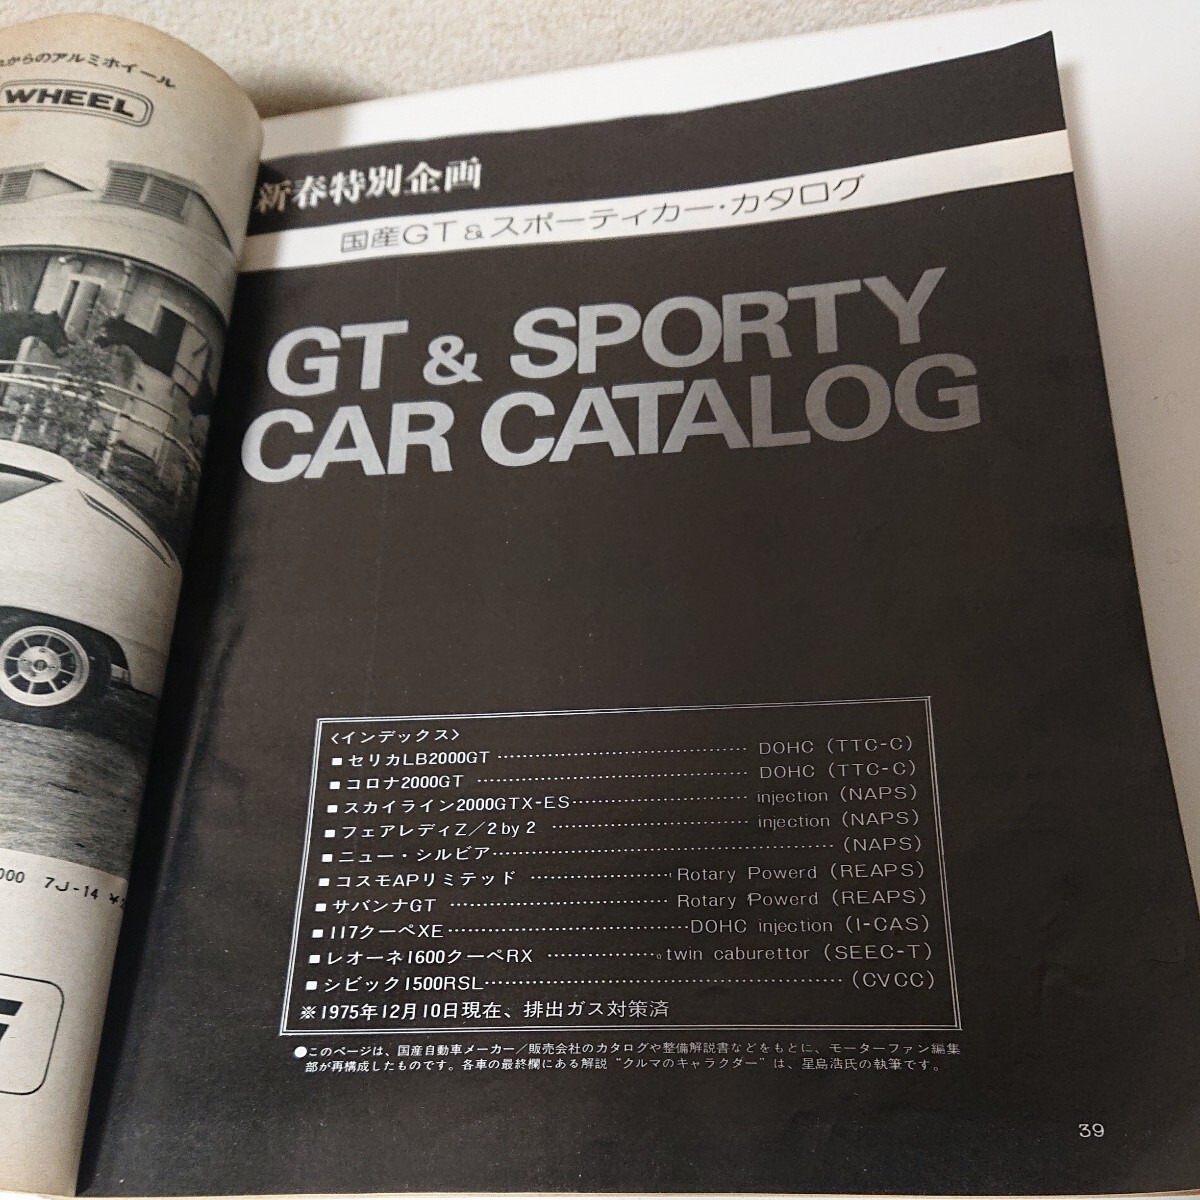 からのアルミホイール
WHEEL
000 7J-14
新春特別企画
国産GT&スポーティカー・カタログ
GT & SPORTY
CAR CATALOG
〈インデックス〉
■セリカLB2000GT …………… DOHC (TTC-C)
■コロナ2000GT …………… DOHC (TTC-C)
■スカイライン2000GTX-ES…………… injection (NAPS)
■フェアレディZ/2 by 2 …………… injection (NAPS)
■ニュー・シルビア…………… (NAPS)
■コスモAPリミテッド …………… Rotary Powerd (REAPS)
■サバンナGT …………… Rotary Powerd (REAPS)
■117クーペXE…………… DOHC injection (I-CAS)
■レオーネ1600クーペRX …………… twin caburettor (SEEC-T)
■シビック1500RSL…………… (CVCC)
※1975年12月10日現在、排出ガス対策済
●このページは、国産自動車メーカー/販売会社のカタログや整備解説書などをもとに、モーターファン編集
部が再構成したものです。各車の最終欄にある解説“クルマのキャラクター”は、星島浩氏の執筆です。
39